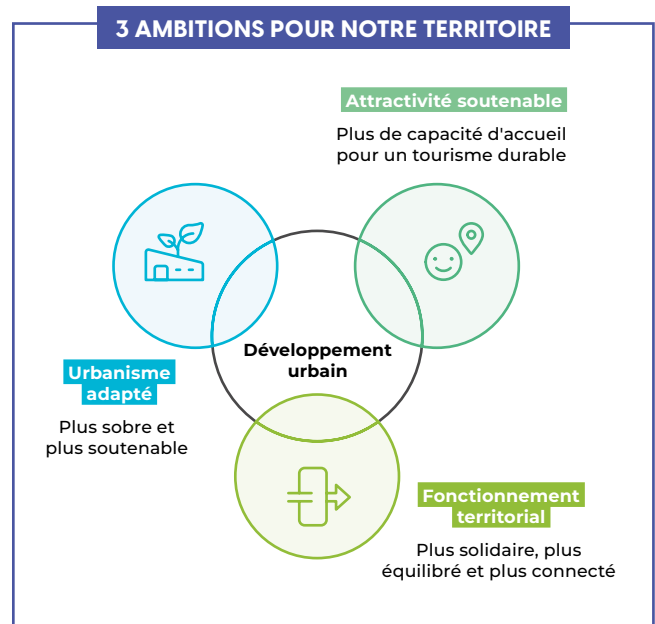 3 AMBITIONS POUR NOTRE TERRITOIRE
Attractivité soutenable
Plus de capacité d'accueil
pour un tourisme durable
Développement
urbain
Urbanisme
adapté
Plus sobre et
plus soutenable
Fonctionnement
territorial
Plus solidaire, plus
équilibré et plus connecté